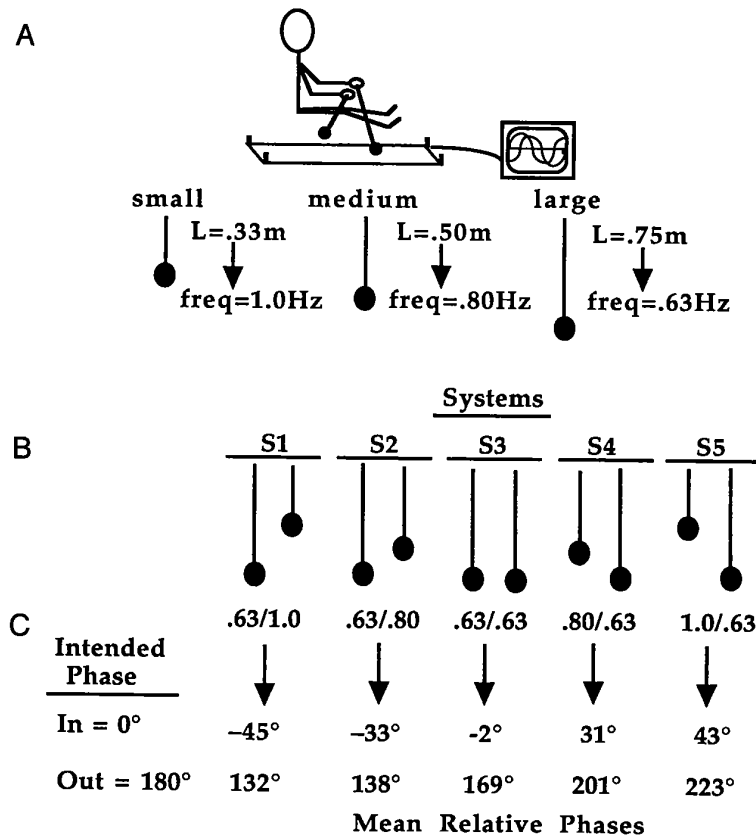 A
small medium large
L=.33m L=.50m L=.75m
freq=1.0Hz freq=.80Hz freq=.63Hz
Systems
B S1 S2 S3 S4 S5
C .63/1.0 .63/.80 .63/.63 .80/.63 1.0/.63
Intended
Phase
In = 0° –45° –33° -2° 31° 43°
Out = 180° 132° 138° 169° 201° 223°
Mean Relative Phases